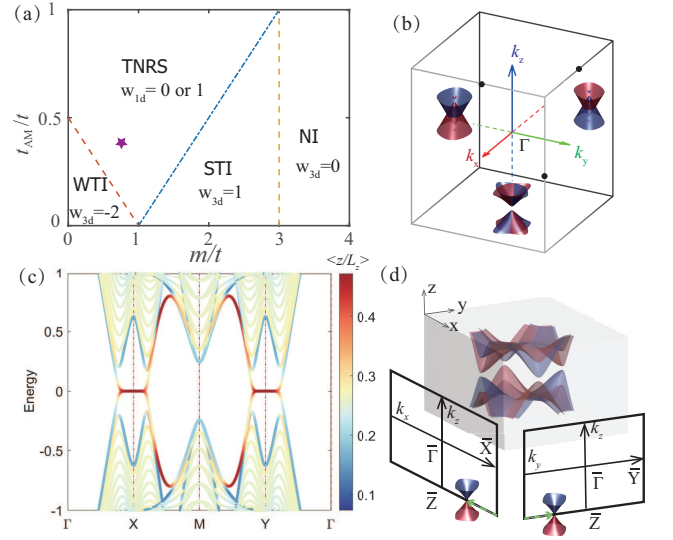 (a)
t_AM/t
1
0.5
0
TNRS
w_1d= 0 or 1
WTI
w_3d=-2
STI
w_3d=1
NI
w_3d=0
0 1 2 3 4
m/t
(b)
k_z
Γ
k_x
k_y
(c)
<z/L_z>
Energy
1
0.5
0
-0.5
-1
Γ X M Y Γ
0.4
0.3
0.2
0.1
(d)
z
y
x
k_x
k_z
Γ̅
X̅
Z̅
k_z
k_y
Γ̅
Y̅
Z̅